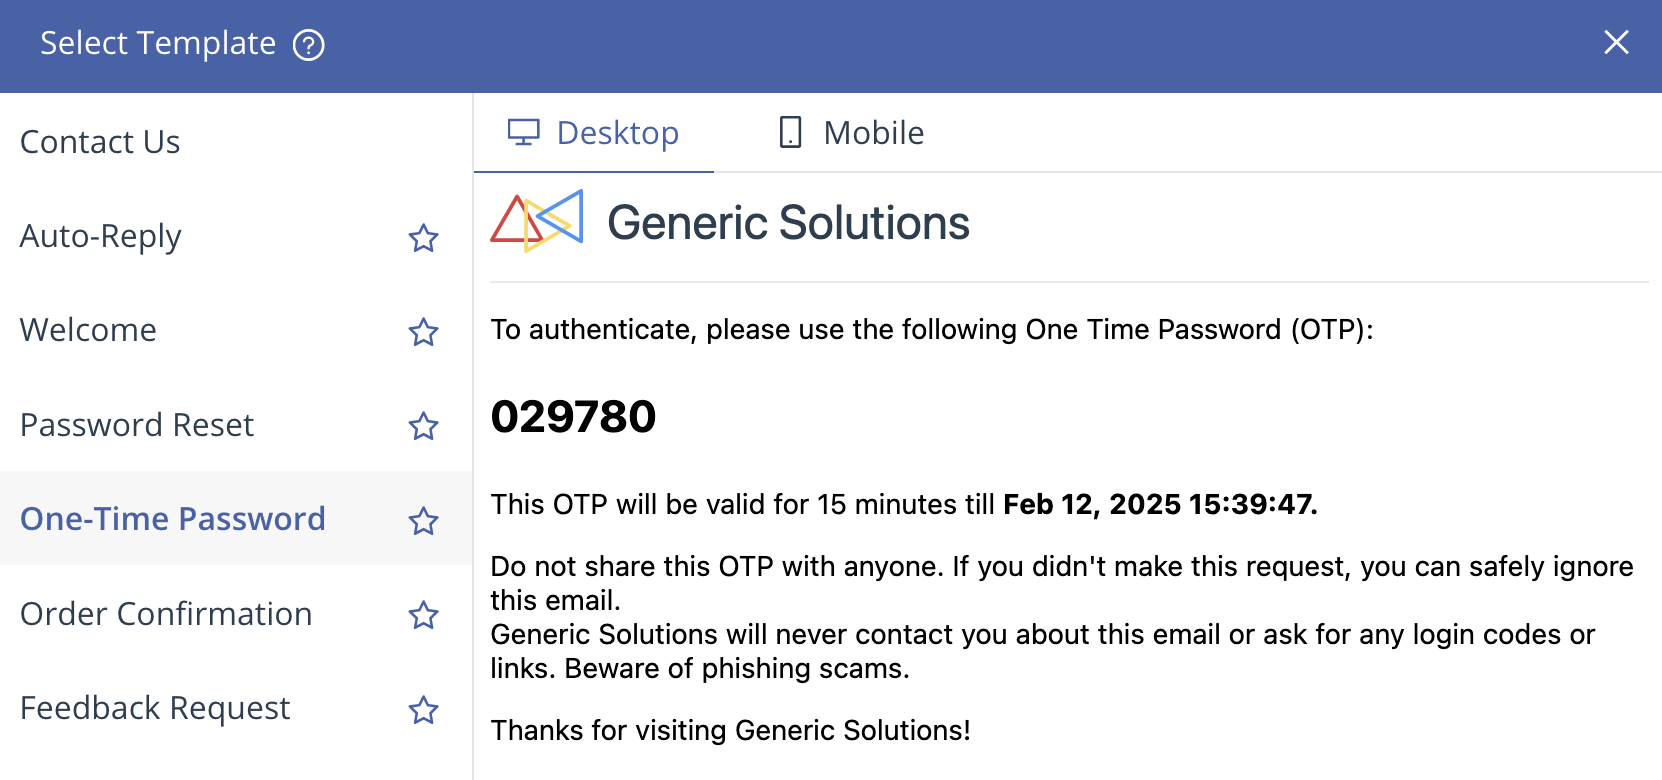 Select Template ?
Contact Us
Auto-Reply
Welcome
Password Reset
One-Time Password
Order Confirmation
Feedback Request
Desktop Mobile
Generic Solutions
To authenticate, please use the following One Time Password (OTP):
029780
This OTP will be valid for 15 minutes till Feb 12, 2025 15:39:47.
Do not share this OTP with anyone. If you didn't make this request, you can safely ignore
this email.
Generic Solutions will never contact you about this email or ask for any login codes or
links. Beware of phishing scams.
Thanks for visiting Generic Solutions!